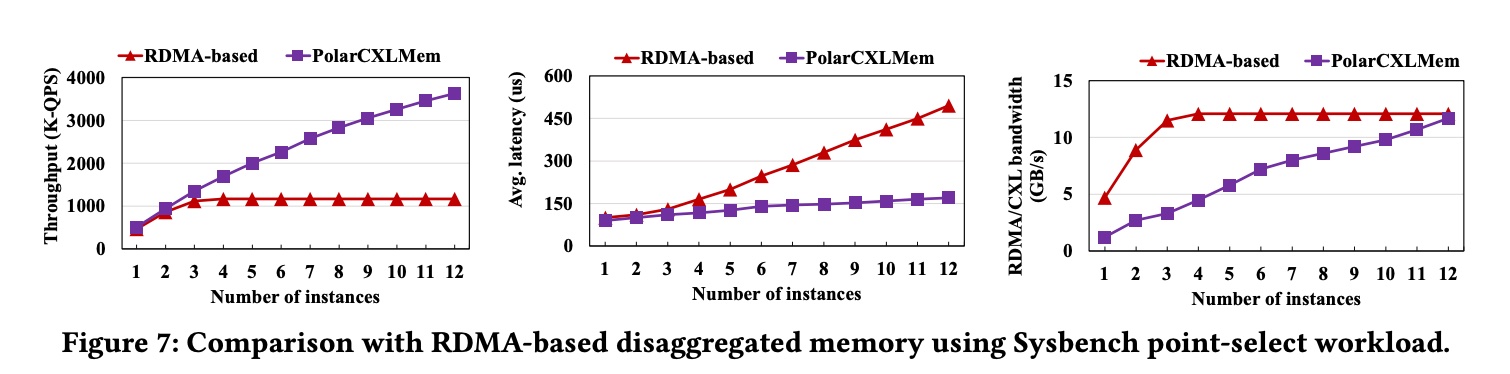 RDMA-based PolarCXLMem
Throughput (K-QPS)
4000
3000
2000
1000
0
1 2 3 4 5 6 7 8 9 10 11 12
Number of instances
RDMA-based PolarCXLMem
Avg. latency (us)
600
450
300
150
0
1 2 3 4 5 6 7 8 9 10 11 12
Number of instances
RDMA-based PolarCXLMem
RDMA/CXL bandwidth
(GB/s)
15
10
5
0
1 2 3 4 5 6 7 8 9 10 11 12
Number of instances
Figure 7: Comparison with RDMA-based disaggregated memory using Sysbench point-select workload.